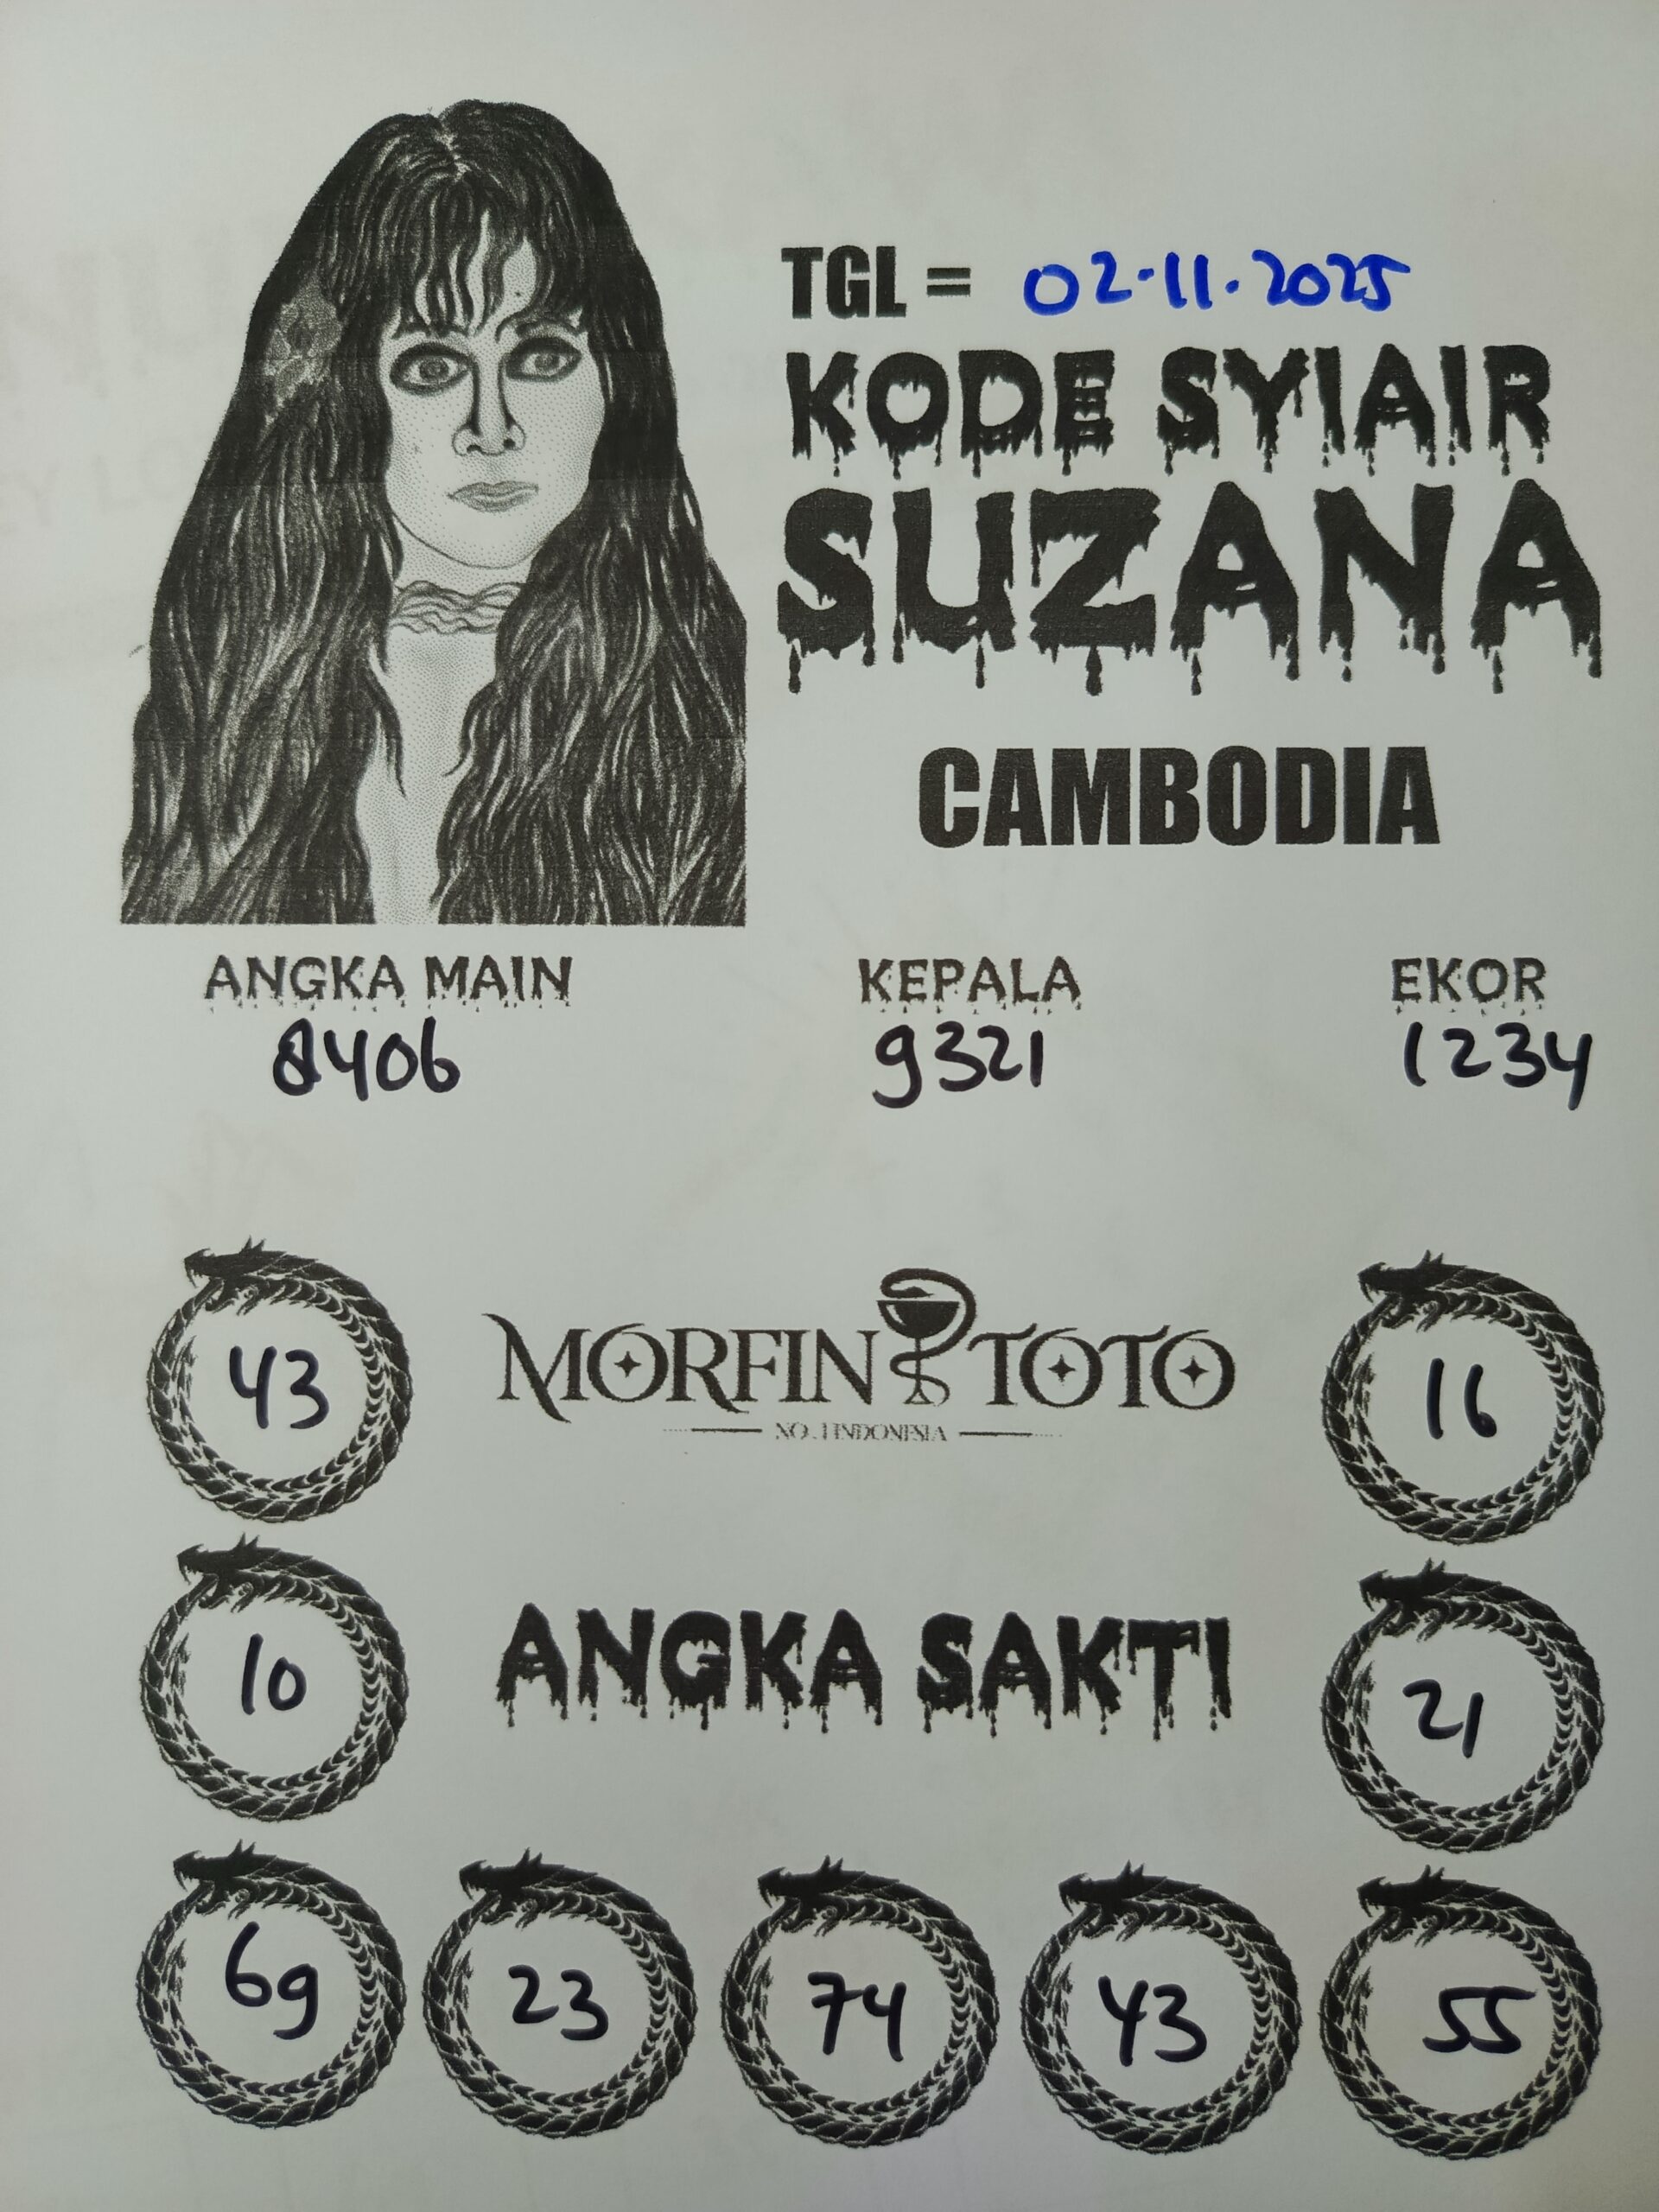 TGL = 02.11.2025
KODE SYIAIR
SUZANA
CAMBODIA
ANGKA MAIN KEPALA EKOR
8406 9321 1234
43 MORFIN TOTO 16
NO.1 INDONESIA
10 ANGKA SAKTI 21
69 23 74 43 55